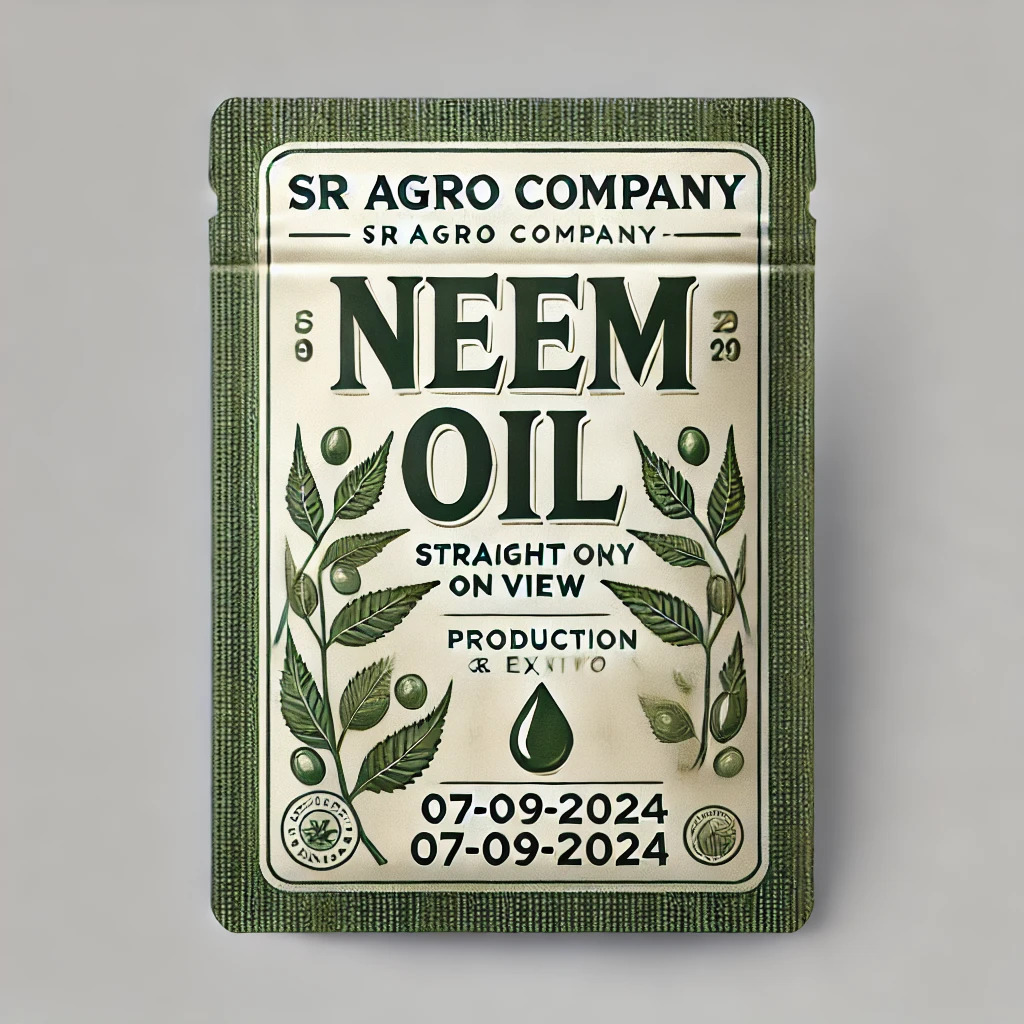 SR AGRO COMPANY
SR AGRO COMPANY
NEEM
OIL
STRAIGHT ONY
ON VIEW
PRODUCTION
07-09-2024
07-09-2024